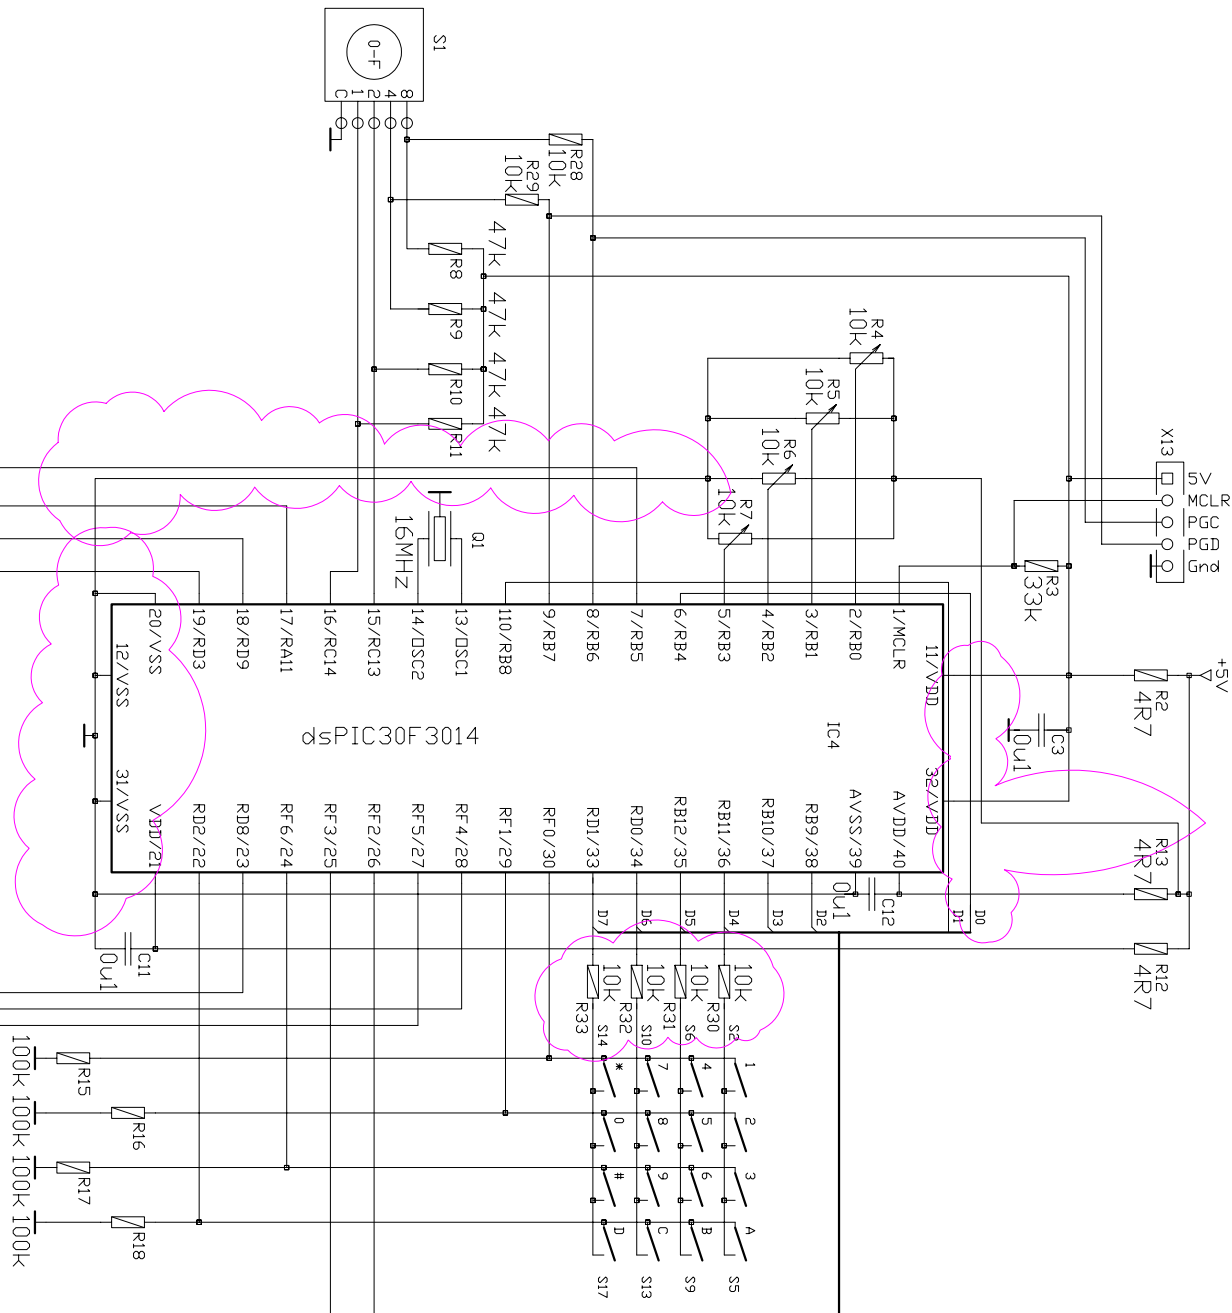 S1
0-F
C 1 2 4 8
R28
10k
R29
10k
47k
R8
47k
R9
47k
R10
47k
R11
R4
10k
R5
10k
R6
10k
R7
10k
X13
5V
MCLR
PGC
PGD
Gnd
R3
33k
Q1
16MHz
+5V
R2
4R7
C3
0u1
R13
4R7
R12
4R7
20/VSS
19/RD3
18/RD9
17/RA11
16/RC14
15/RC13
14/OSC2
13/OSC1
110/RB8
9/RB7
8/RB6
7/RB5
6/RB4
5/RB3
4/RB2
3/RB1
2/RB0
1/MCLR
11/VDD
32/VDD
12/VSS
31/VSS
dsPIC30F3014
IC4
VDD/21
RD2/22
RD8/23
RF6/24
RF3/25
RF2/26
RF5/27
RF4/28
RF1/29
RF0/30
RD1/33
RD0/34
RB12/35
RB11/36
RB10/37
RB9/38
AVSS/39
AVDD/40
C12
0u1
C11
0u1
D7
D6
D5
D4
D3
D2
D1
D0
10k
R33
10k
R32
10k
R31
10k
R30
S14
S10
S6
S2
* 7 4 1
0 8 5 2
# 9 6 3
D C B A
S17
S13
S9
S5
R15
100k
R16
100k
R17
100k
R18
100k